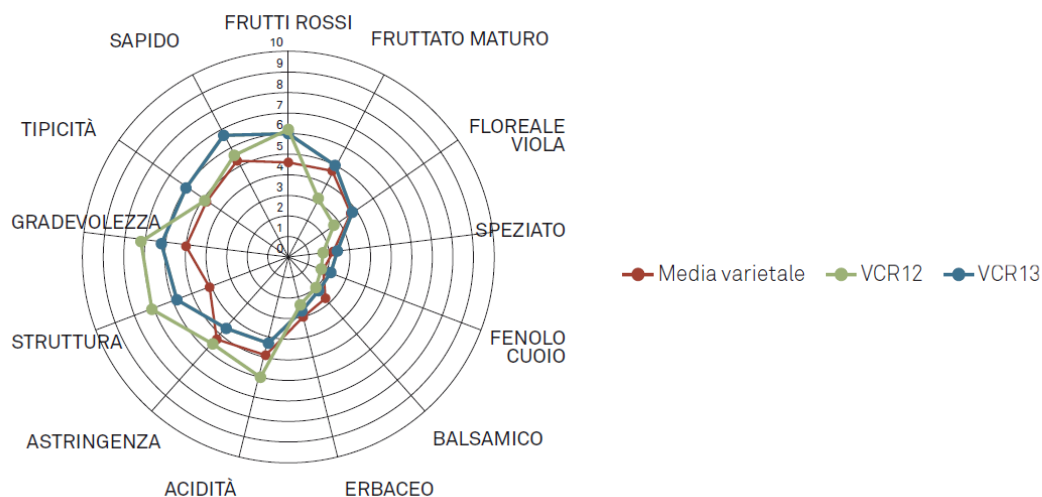 FRUTTI ROSSI
FRUTTATO MATURO
FLOREALE
VIOLA
SPEZIATO
FENOLO
CUOIO
BALSAMICO
ERBACEO
ACIDITÀ
ASTRINGENZA
STRUTTURA
GRADEVOLEZZA
TIPICITÀ
SAPIDO
10
9
8
7
6
5
4
3
2
1
0
Media varietale
VCR12
VCR13